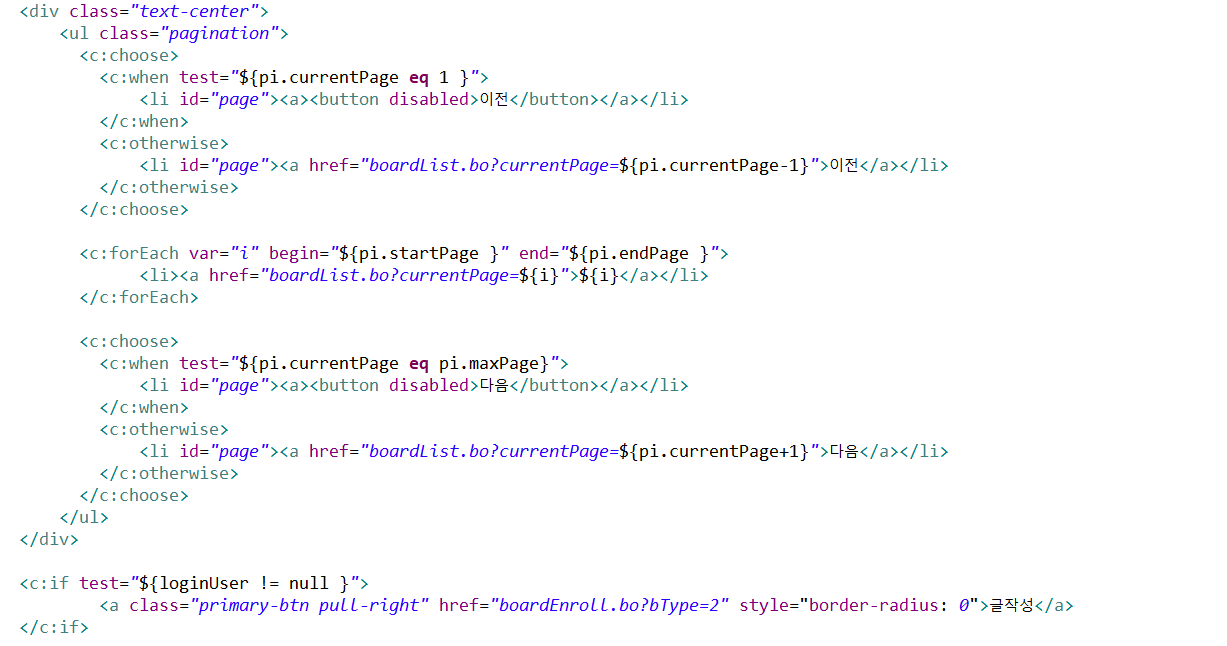 <div class="text-center">
    <ul class="pagination">
      <c:choose>
        <c:when test="${pi.currentPage eq 1 }">
            <li id="page"><a><button disabled>이전</button></a></li>
        </c:when>
        <c:otherwise>
            <li id="page"><a href="boardList.bo?currentPage=${pi.currentPage-1}">이전</a></li>
        </c:otherwise>
      </c:choose>

      <c:forEach var="i" begin="${pi.startPage }" end="${pi.endPage }">
            <li><a href="boardList.bo?currentPage=${i}">${i}</a></li>
      </c:forEach>

      <c:choose>
        <c:when test="${pi.currentPage eq pi.maxPage}">
            <li id="page"><a><button disabled>다음</button></a></li>
        </c:when>
        <c:otherwise>
            <li id="page"><a href="boardList.bo?currentPage=${pi.currentPage+1}">다음</a></li>
        </c:otherwise>
      </c:choose>
    </ul>
</div>

<c:if test="${loginUser != null }">
        <a class="primary-btn pull-right" href="boardEnroll.bo?bType=2" style="border-radius: 0">글작성</a>
</c:if>